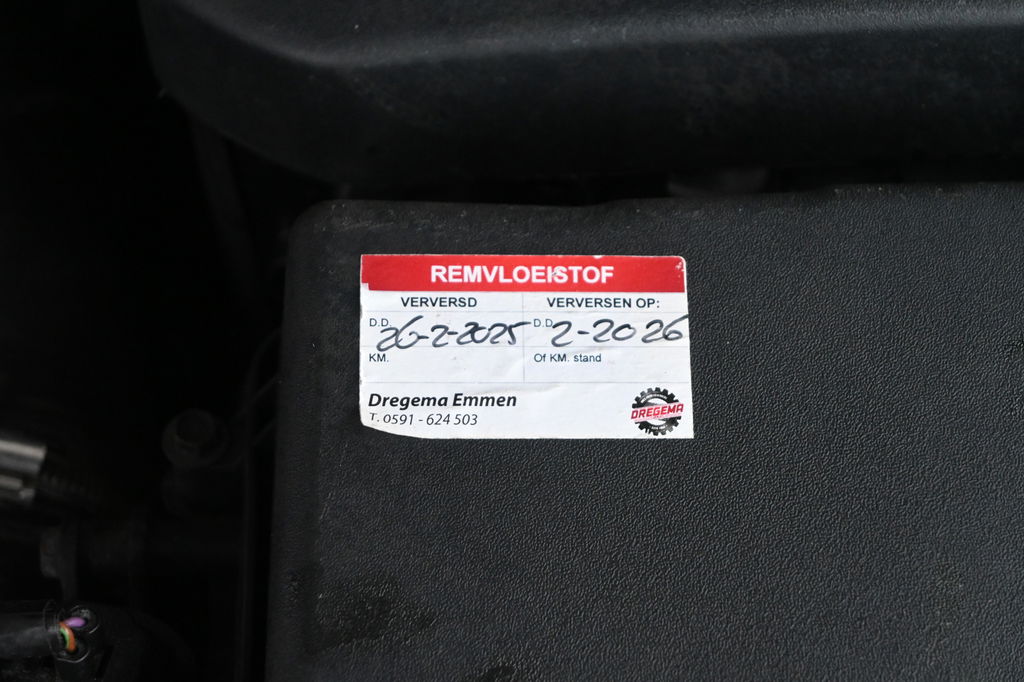 REMVLOEISTOF
VERVERSD VERVERSEN OP:
D.D. 26-2-2025 D.D. 2-2026
KM. Of KM. stand
Dregema Emmen
T. 0591 - 624 503
DREGEMA